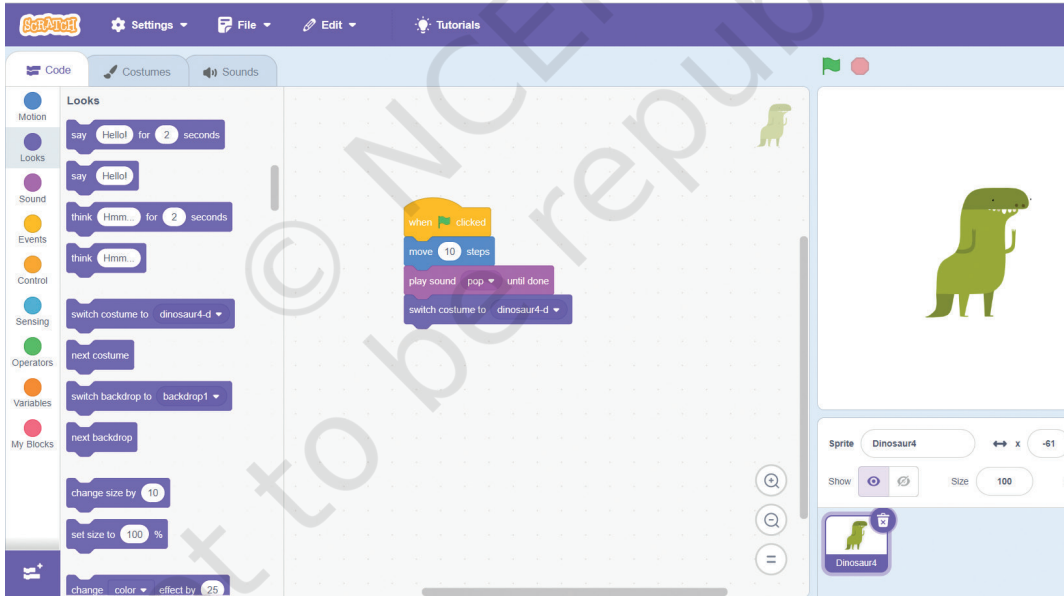 SCRATCH Settings File Edit Tutorials
Code Costumes Sounds
Motion
Looks
Sound
Events
Control
Sensing
Operators
Variables
My Blocks
Looks
say Hello! for 2 seconds
say Hello!
think Hmm... for 2 seconds
think Hmm...
switch costume to dinosaur4-d
next costume
switch backdrop to backdrop1
next backdrop
change size by 10
set size to 100 %
change color effect by 25
when clicked
move 10 steps
play sound pop until done
switch costume to dinosaur4-d
Sprite Dinosaur4 x -61
Show Size 100
Dinosaur4
© NCE
to be repub